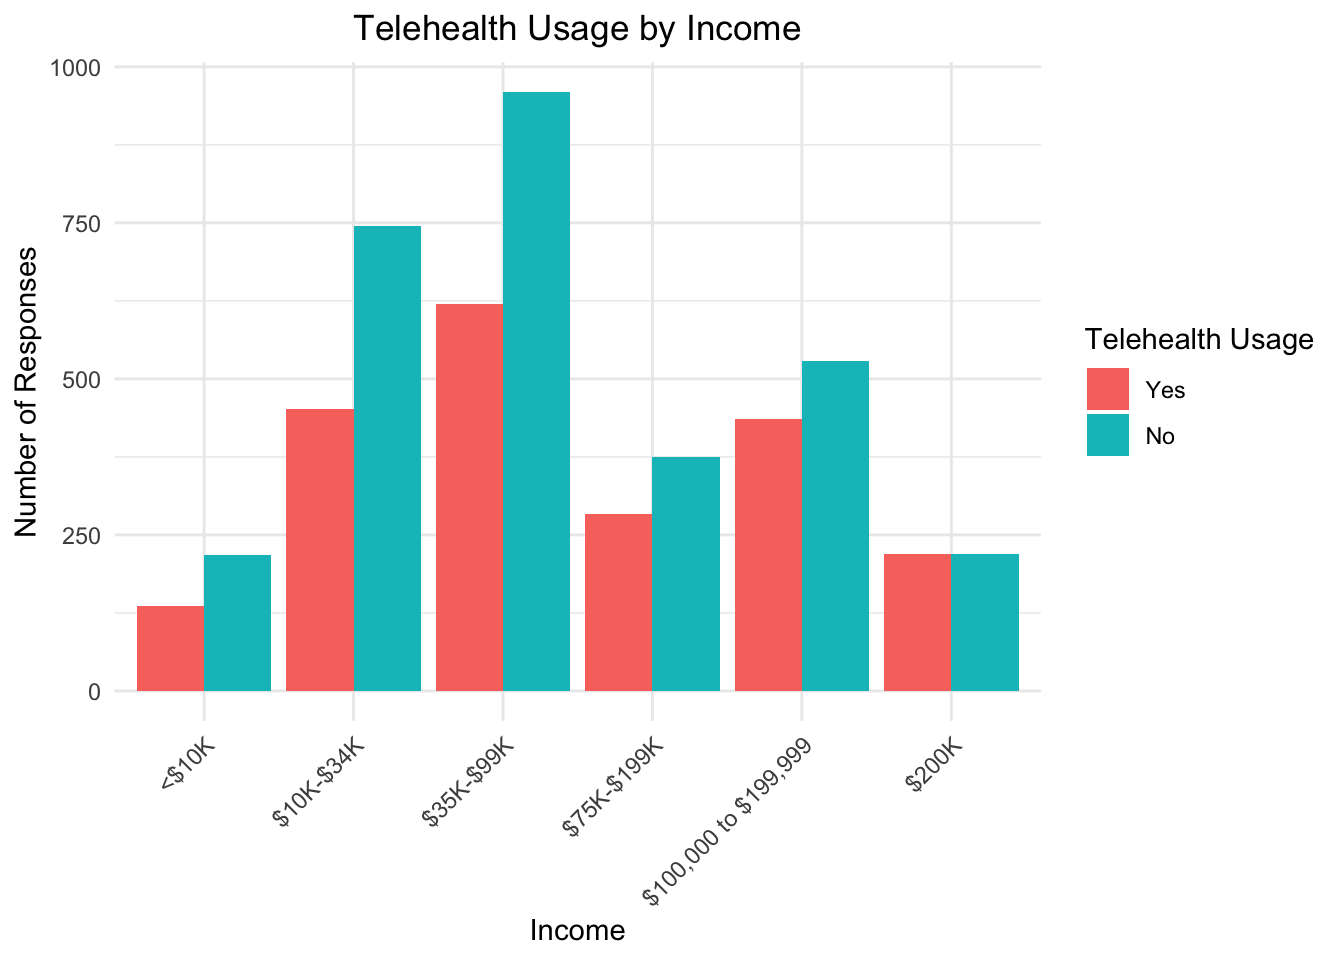 Telehealth Usage by Income
Number of Responses
1000
750
500
250
0
<$10K
$10K-$34K
$35K-$99K
$75K-$199K
$100,000 to $199,999
$200K
Income
Telehealth Usage
Yes
No